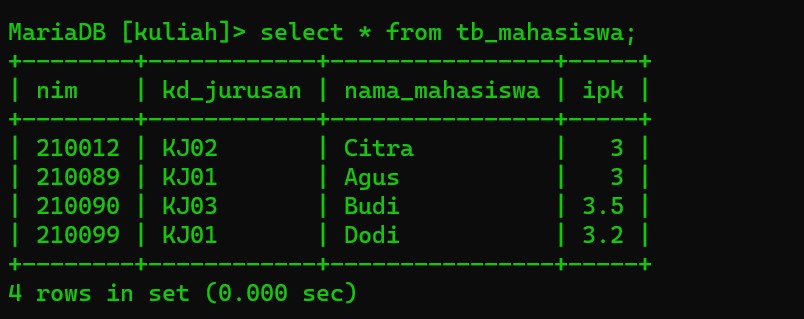 MariaDB [kuliah]> select * from tb_mahasiswa;
+--------+------------+----------------+-----+
| nim    | kd_jurusan | nama_mahasiswa | ipk |
+--------+------------+----------------+-----+
| 210012 | KJ02       | Citra          |   3 |
| 210089 | KJ01       | Agus           |   3 |
| 210090 | KJ03       | Budi           | 3.5 |
| 210099 | KJ01       | Dodi           | 3.2 |
+--------+------------+----------------+-----+
4 rows in set (0.000 sec)